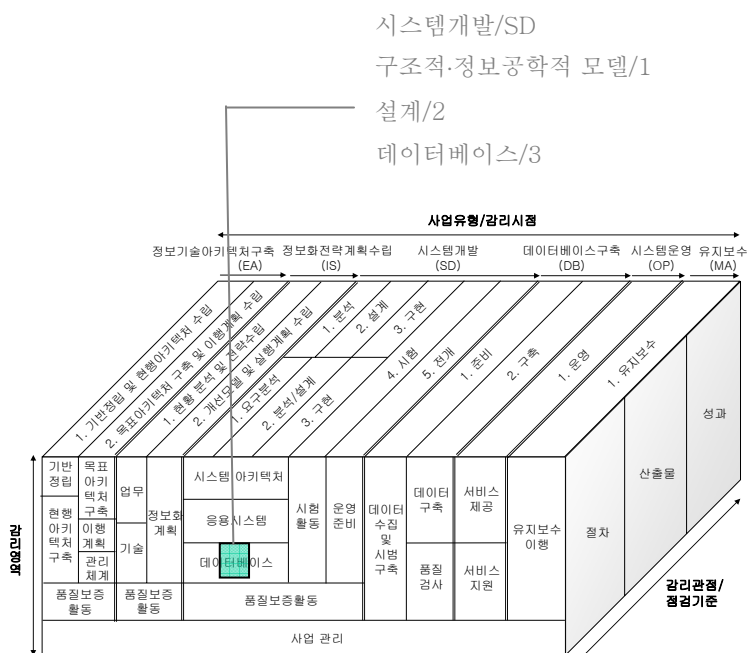 시스템개발/SD
구조적·정보공학적 모델/1
설계/2
데이터베이스/3
사업유형/감리시점
정보기술아키텍처구축
(EA)
정보화전략계획수립
(IS)
시스템개발
(SD)
데이터베이스구축
(DB)
시스템운영
(OP)
유지보수
(MA)
1. 기반정립 및 현행아키텍처 수립
2. 목표아키텍처 구축 및 이행계획 수립
1. 현황 분석 및 전략수립
2. 개선모델 및 실행계획 수립
1. 분석
2. 설계
3. 구현
1. 요구분석
2. 분석/설계
3. 구현
4. 시험
5. 전개
1. 준비
2. 구축
1. 운영
1. 유지보수
감리영역
기반
정립
현행
아키
텍처
구축
목표
아키
텍처
구축
이행
계획
관리
체계
업무
기술
정보화
계획
시스템 아키텍처
응용시스템
데이터베이스
시험
활동
운영
준비
데이터
수집
및
시범
구축
데이터
구축
품질
검사
서비스
제공
서비스
지원
유지보수
이행
절차
산출물
성과
품질보증
활동
품질보증
활동
품질보증활동
사업 관리
감리관점/
점검기준